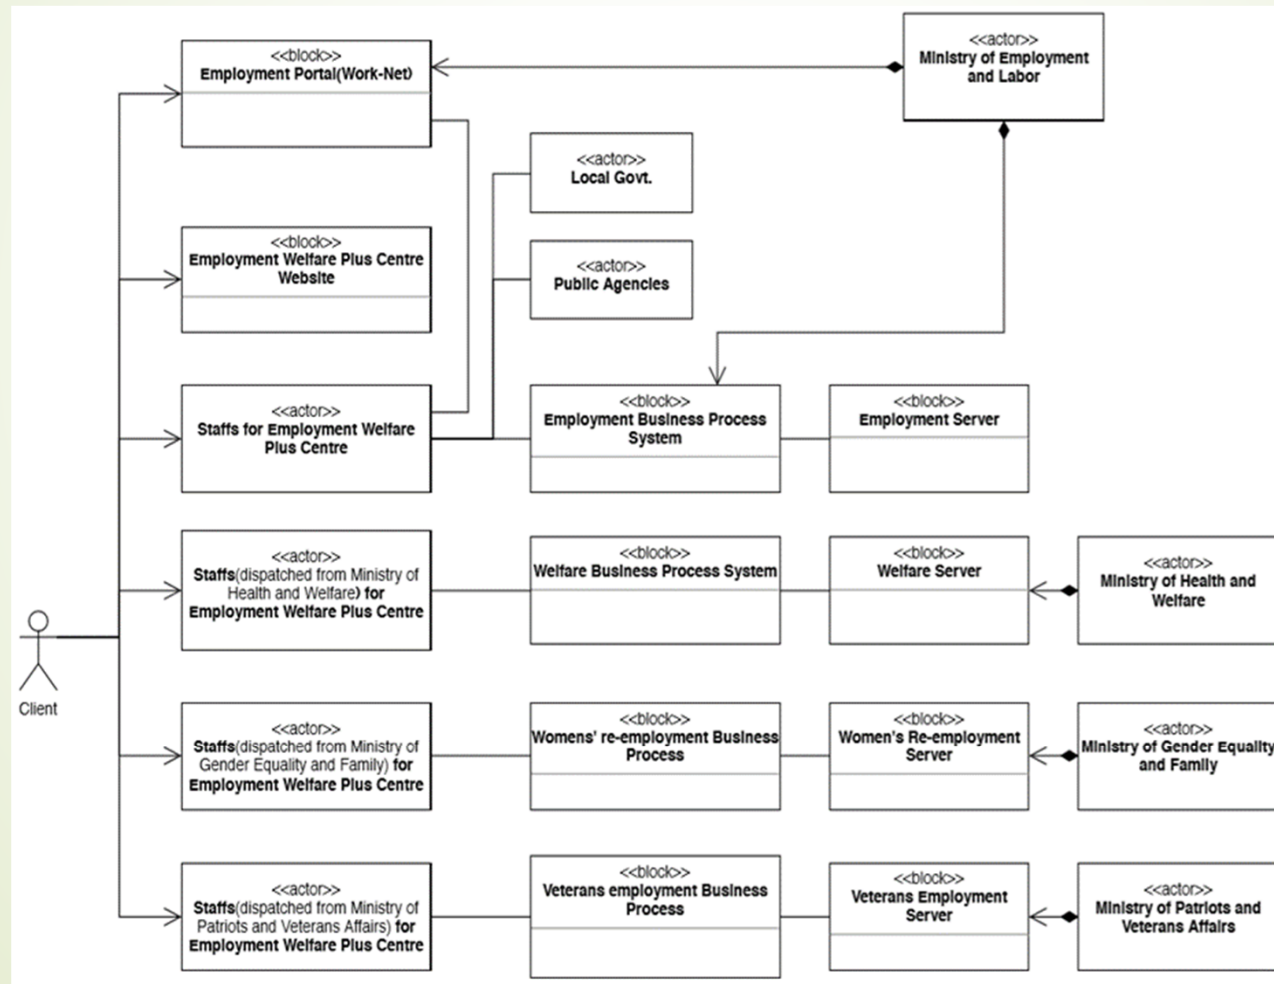 <<block>>
Employment Portal(Work-Net)
<<actor>>
Ministry of Employment
and Labor
<<actor>>
Local Govt.
<<block>>
Employment Welfare Plus Centre
Website
<<actor>>
Public Agencies
<<actor>>
Staffs for Employment Welfare
Plus Centre
<<block>>
Employment Business Process
System
<<block>>
Employment Server
<<actor>>
Staffs(dispatched from Ministry of
Health and Welfare) for
Employment Welfare Plus Centre
<<block>>
Welfare Business Process System
<<block>>
Welfare Server
<<actor>>
Ministry of Health and
Welfare
Client
<<actor>>
Staffs(dispatched from Ministry of
Gender Equality and Family) for
Employment Welfare Plus Centre
<<block>>
Womens' re-employment Business
Process
<<block>>
Women's Re-employment
Server
<<actor>>
Ministry of Gender Equality
and Family
<<actor>>
Staffs(dispatched from Ministry of
Patriots and Veterans Affairs) for
Employment Welfare Plus Centre
<<block>>
Veterans employment Business
Process
<<block>>
Veterans Employment
Server
<<actor>>
Ministry of Patriots and
Veterans Affairs